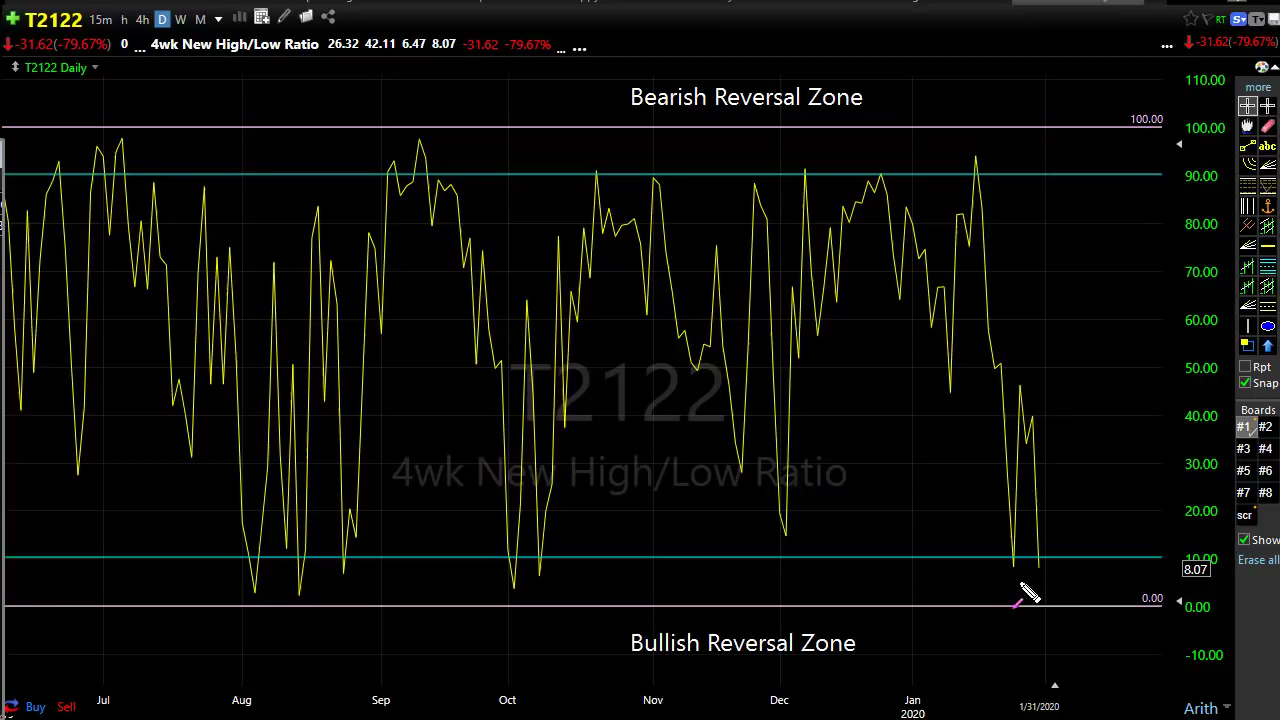 T2122 15m h 4h D W M RT S T
-31.62(-79.67%) 0 ... 4wk New High/Low Ratio 26.32 42.11 6.47 8.07 -31.62 -79.67% ... ... ... -31.62(-79.67%)
T2122 Daily
more
Bearish Reversal Zone
110.00
100.00 100.00
abc
90.00
80.00
70.00
60.00
50.00
Rpt
Snap
T2122
40.00
Boards
#1 #2
#3 #4
4wk New High/Low Ratio
30.00
#5 #6
#7 #8
20.00
scr
Show
10.00
Erase all
8.07
0.00 0.00
Bullish Reversal Zone
-10.00
Buy Sell
Jul Aug Sep Oct Nov Dec Jan
2020 1/31/2020
Arith